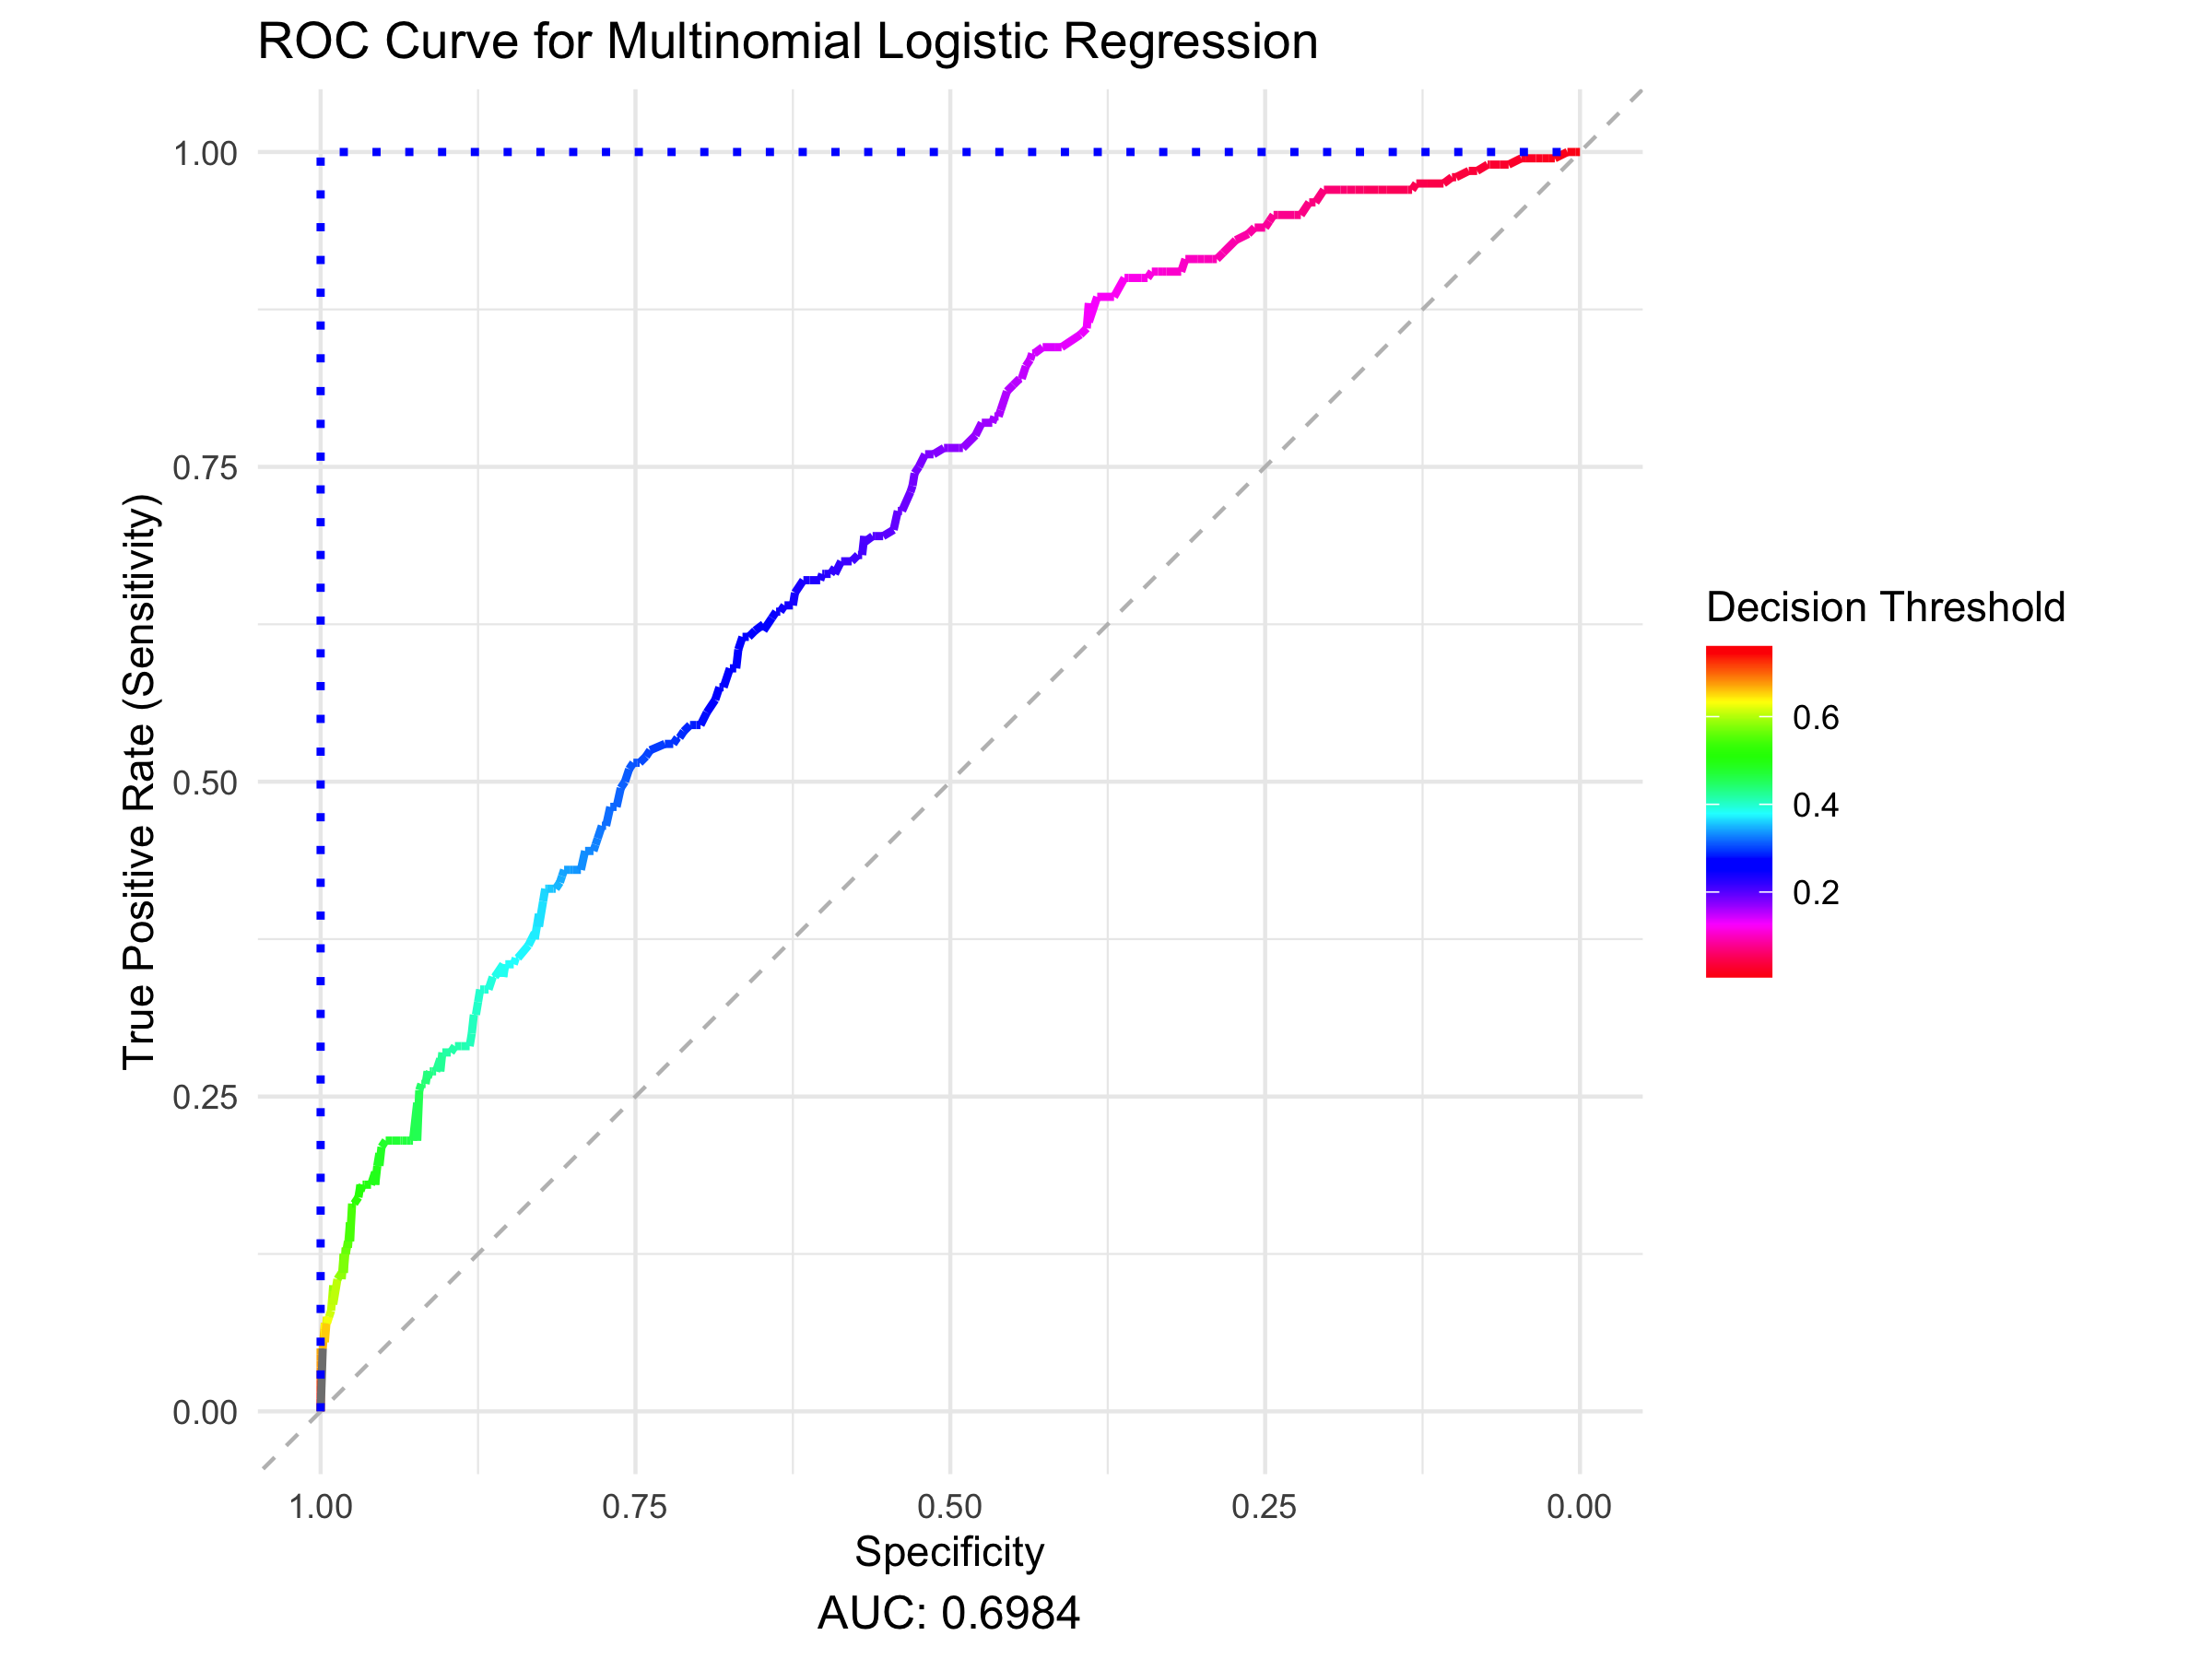 ROC Curve for Multinomial Logistic Regression
True Positive Rate (Sensitivity)
1.00
0.75
0.50
0.25
0.00
1.00 0.75 0.50 0.25 0.00
Specificity
AUC: 0.6984
Decision Threshold
0.6
0.4
0.2